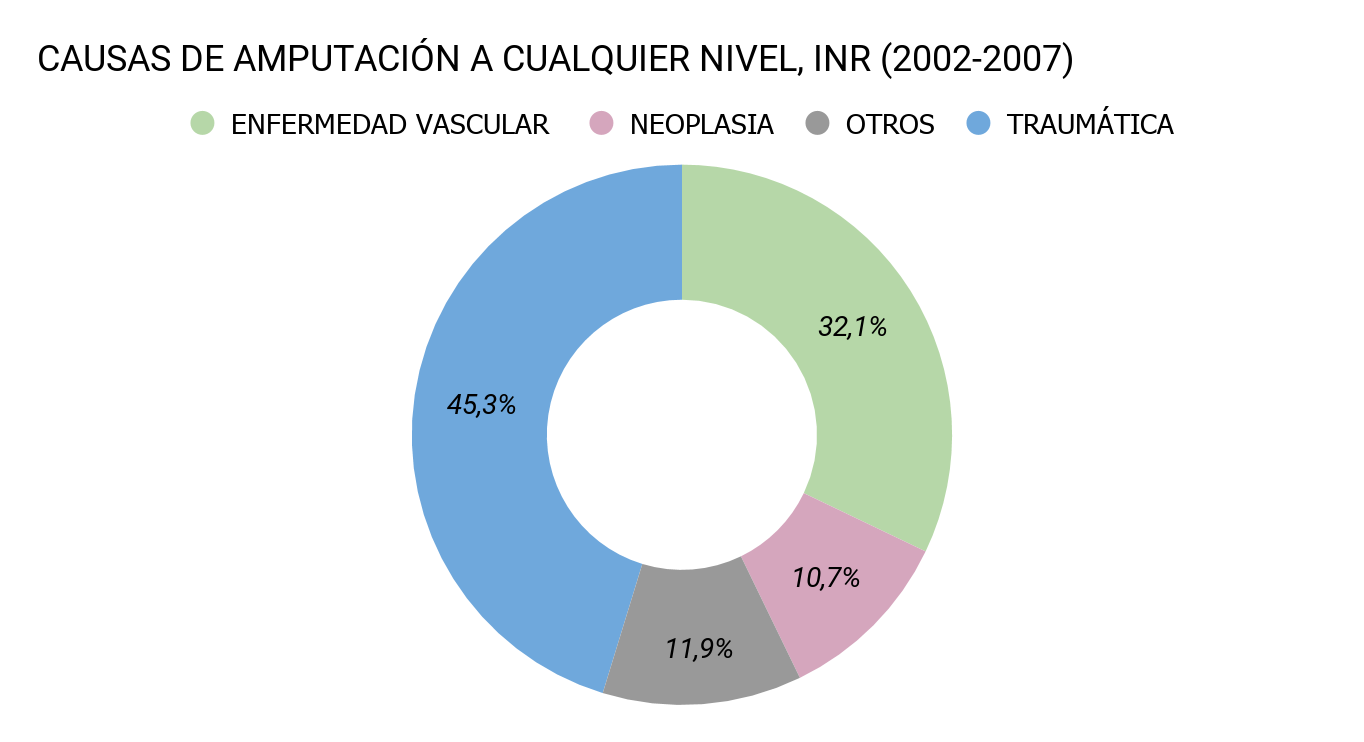 CAUSAS DE AMPUTACIÓN A CUALQUIER NIVEL, INR (2002-2007)
ENFERMEDAD VASCULAR NEOPLASIA OTROS TRAUMÁTICA
32,1%
45,3%
10,7%
11,9%